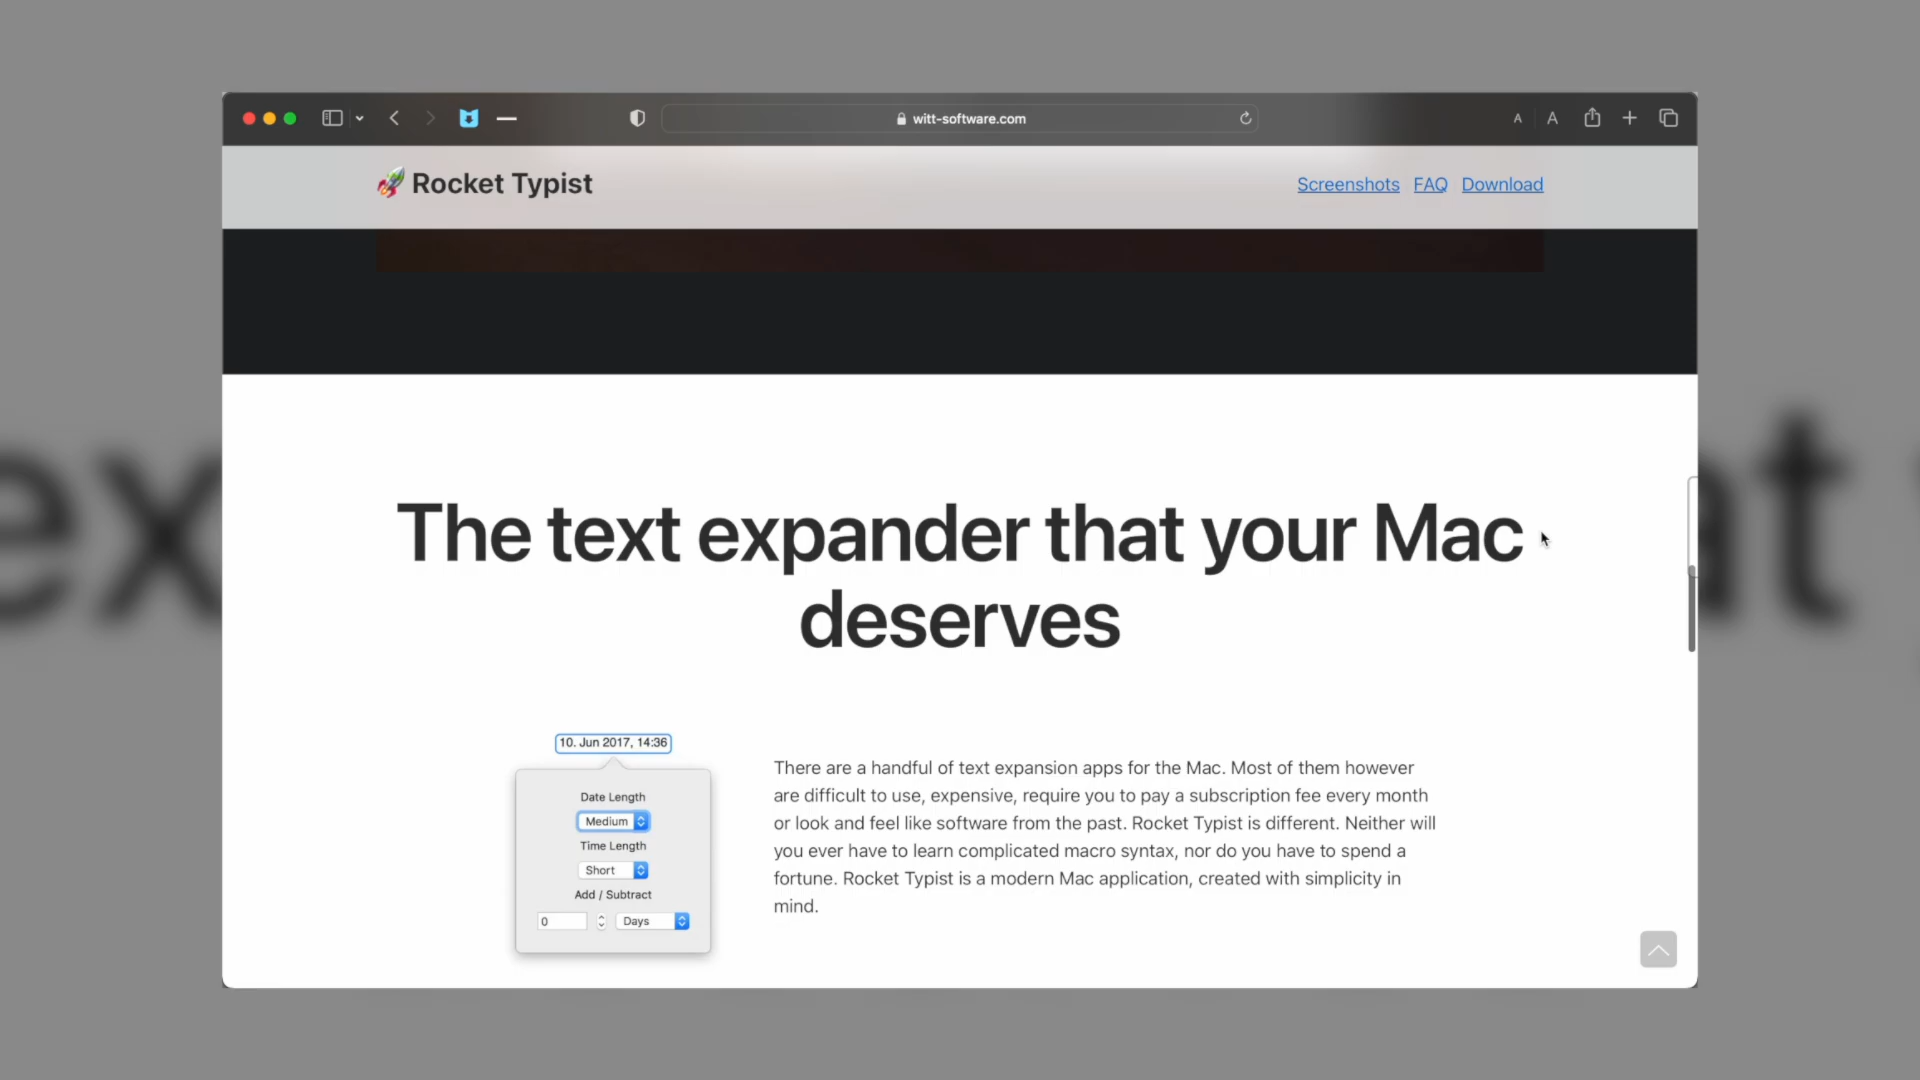 witt-software.com
A A
Rocket Typist
Screenshots FAQ Download
The text expander that your Mac
deserves
10. Jun 2017, 14:36
Date Length
Medium
Time Length
Short
Add / Subtract
0 Days
There are a handful of text expansion apps for the Mac. Most of them however
are difficult to use, expensive, require you to pay a subscription fee every month
or look and feel like software from the past. Rocket Typist is different. Neither will
you ever have to learn complicated macro syntax, nor do you have to spend a
fortune. Rocket Typist is a modern Mac application, created with simplicity in
mind.